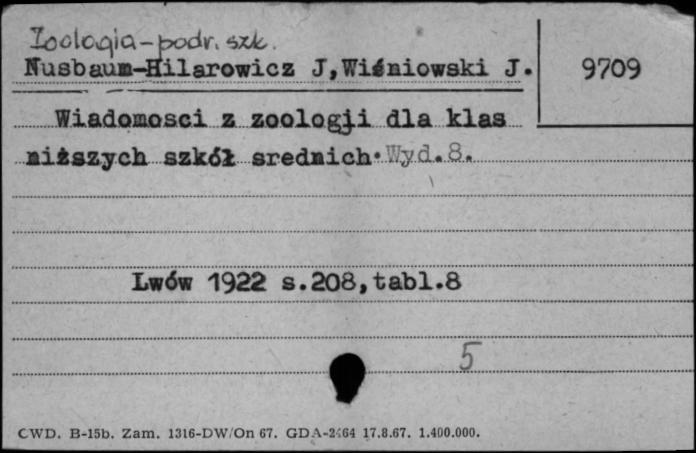 Zoologia-podr. szk.
Nusbaum-Hilarowicz J,Wiśniowski J.
9709
Wiadomosci z zoologji dla klas
niższych szkół srednich. Wyd.8.
Lwów 1922 s.208,tabl.8
5
CWD. B-15b. Zam. 1316-DW/On 67. GDA-2464 17.8.67. 1.400.000.